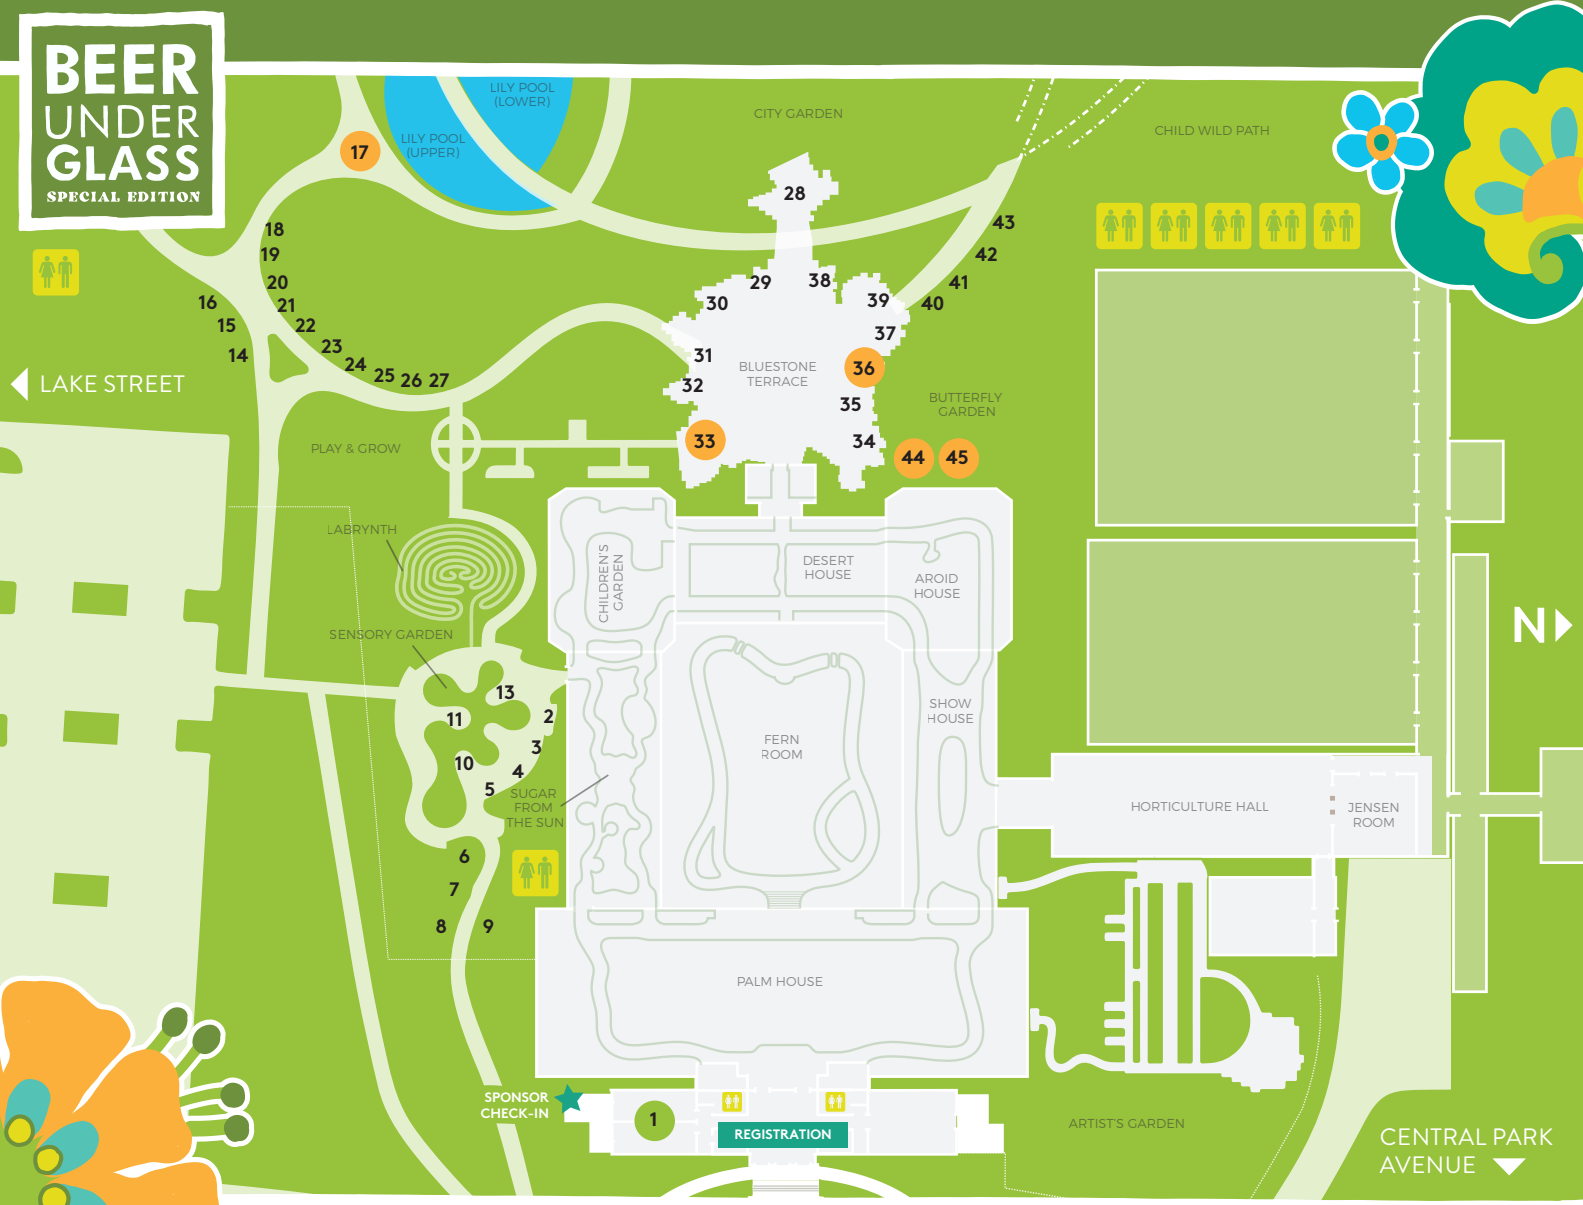 BEER
UNDER
GLASS
SPECIAL EDITION
LILY POOL
(LOWER)
LILY POOL
(UPPER)
CITY GARDEN
CHILD WILD PATH
17
28
18
19
20
21
22
23
24
25
26
27
16
15
14
29
30
31
32
33
38
39
37
36
35
34
43
42
41
40
44
45
BLUESTONE
TERRACE
BUTTERFLY
GARDEN
LAKE STREET
PLAY & GROW
LABRYNTH
SENSORY GARDEN
CHILDREN'S
GARDEN
DESERT
HOUSE
AROID
HOUSE
N
13
11
2
3
10
4
5
SUGAR
FROM
THE SUN
FERN
ROOM
SHOW
HOUSE
HORTICULTURE HALL
JENSEN
ROOM
6
7
8
9
PALM HOUSE
SPONSOR
CHECK-IN
1
REGISTRATION
ARTIST'S GARDEN
CENTRAL PARK
AVENUE